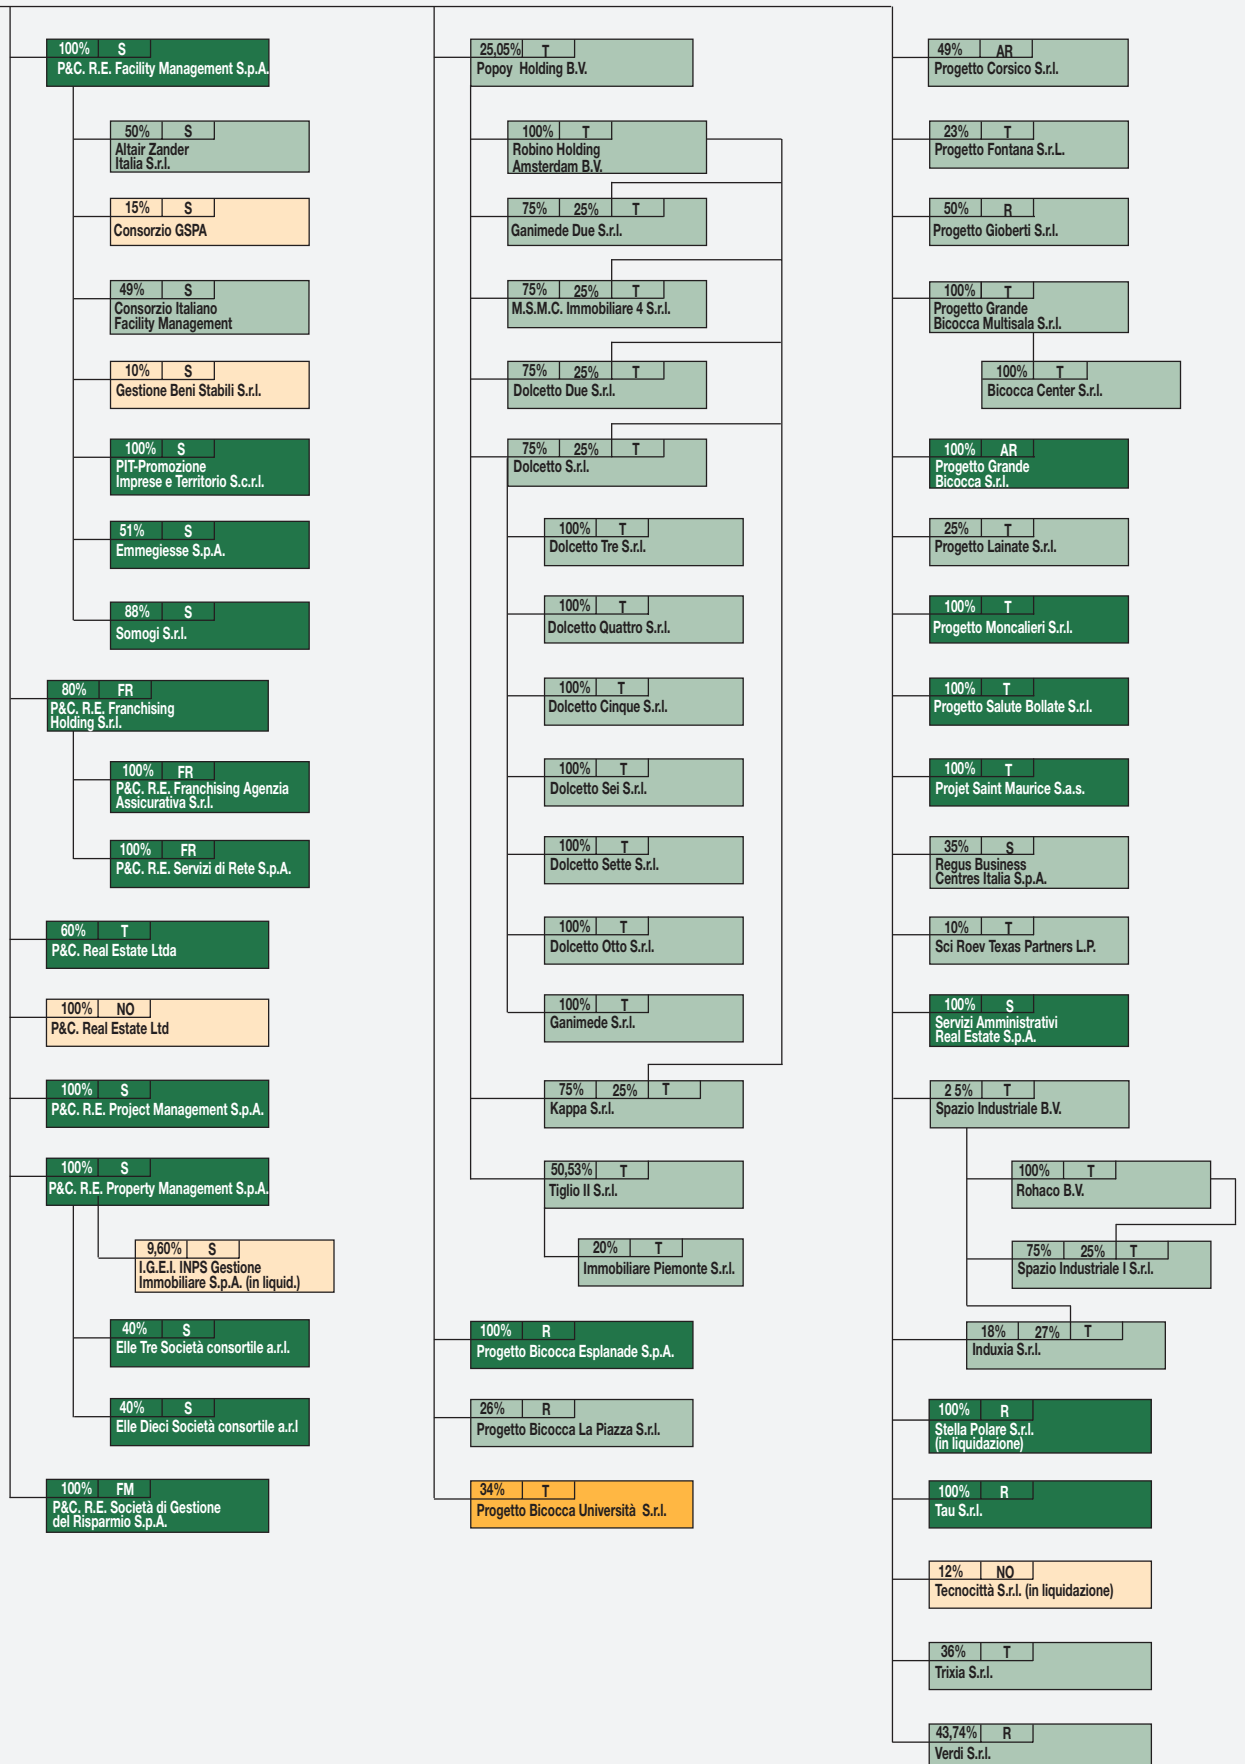 100% S
P&C. R.E. Facility Management S.p.A.
50% S
Altair Zander
Italia S.r.l.
15% S
Consorzio GSPA
49% S
Consorzio Italiano
Facility Management
10% S
Gestione Beni Stabili S.r.l.
100% S
PIT-Promozione
Imprese e Territorio S.c.r.l.
51% S
Emmegiesse S.p.A.
88% S
Somogi S.r.l.
80% FR
P&C. R.E. Franchising
Holding S.r.l.
100% FR
P&C. R.E. Franchising Agenzia
Assicurativa S.r.l.
100% FR
P&C. R.E. Servizi di Rete S.p.A.
60% T
P&C. Real Estate Ltda
100% NO
P&C. Real Estate Ltd
100% S
P&C. R.E. Project Management S.p.A.
100% S
P&C. R.E. Property Management S.p.A.
9,60% S
I.G.E.I. INPS Gestione
Immobiliare S.p.A. (in liquid.)
40% S
Elle Tre Società consortile a.r.l.
40% S
Elle Dieci Società consortile a.r.l
100% FM
P&C. R.E. Società di Gestione
del Risparmio S.p.A.
25,05% T
Popoy Holding B.V.
100% T
Robino Holding
Amsterdam B.V.
75% 25% T
Ganimede Due S.r.l.
75% 25% T
M.S.M.C. Immobiliare 4 S.r.l.
75% 25% T
Dolcetto Due S.r.l.
75% 25% T
Dolcetto S.r.l.
100% T
Dolcetto Tre S.r.l.
100% T
Dolcetto Quattro S.r.l.
100% T
Dolcetto Cinque S.r.l.
100% T
Dolcetto Sei S.r.l.
100% T
Dolcetto Sette S.r.l.
100% T
Dolcetto Otto S.r.l.
100% T
Ganimede S.r.l.
75% 25% T
Kappa S.r.l.
50,53% T
Tiglio II S.r.l.
20% T
Immobiliare Piemonte S.r.l.
100% R
Progetto Bicocca Esplanade S.p.A.
26% R
Progetto Bicocca La Piazza S.r.l.
34% T
Progetto Bicocca Università S.r.l.
49% AR
Progetto Corsico S.r.l.
23% T
Progetto Fontana S.r.L.
50% R
Progetto Gioberti S.r.l.
100% T
Progetto Grande
Bicocca Multisala S.r.l.
100% T
Bicocca Center S.r.l.
100% AR
Progetto Grande
Bicocca S.r.l.
25% T
Progetto Lainate S.r.l.
100% T
Progetto Moncalieri S.r.l.
100% T
Progetto Salute Bollate S.r.l.
100% T
Projet Saint Maurice S.a.s.
35% S
Regus Business
Centres Italia S.p.A.
10% T
Sci Roev Texas Partners L.P.
100% S
Servizi Amministrativi
Real Estate S.p.A.
2 5% T
Spazio Industriale B.V.
100% T
Rohaco B.V.
75% 25% T
Spazio Industriale I S.r.l.
18% 27% T
Induxia S.r.l.
100% R
Stella Polare S.r.l.
(in liquidazione)
100% R
Tau S.r.l.
12% NO
Tecnocittà S.r.l. (in liquidazione)
36% T
Trixia S.r.l.
43,74% R
Verdi S.r.l.